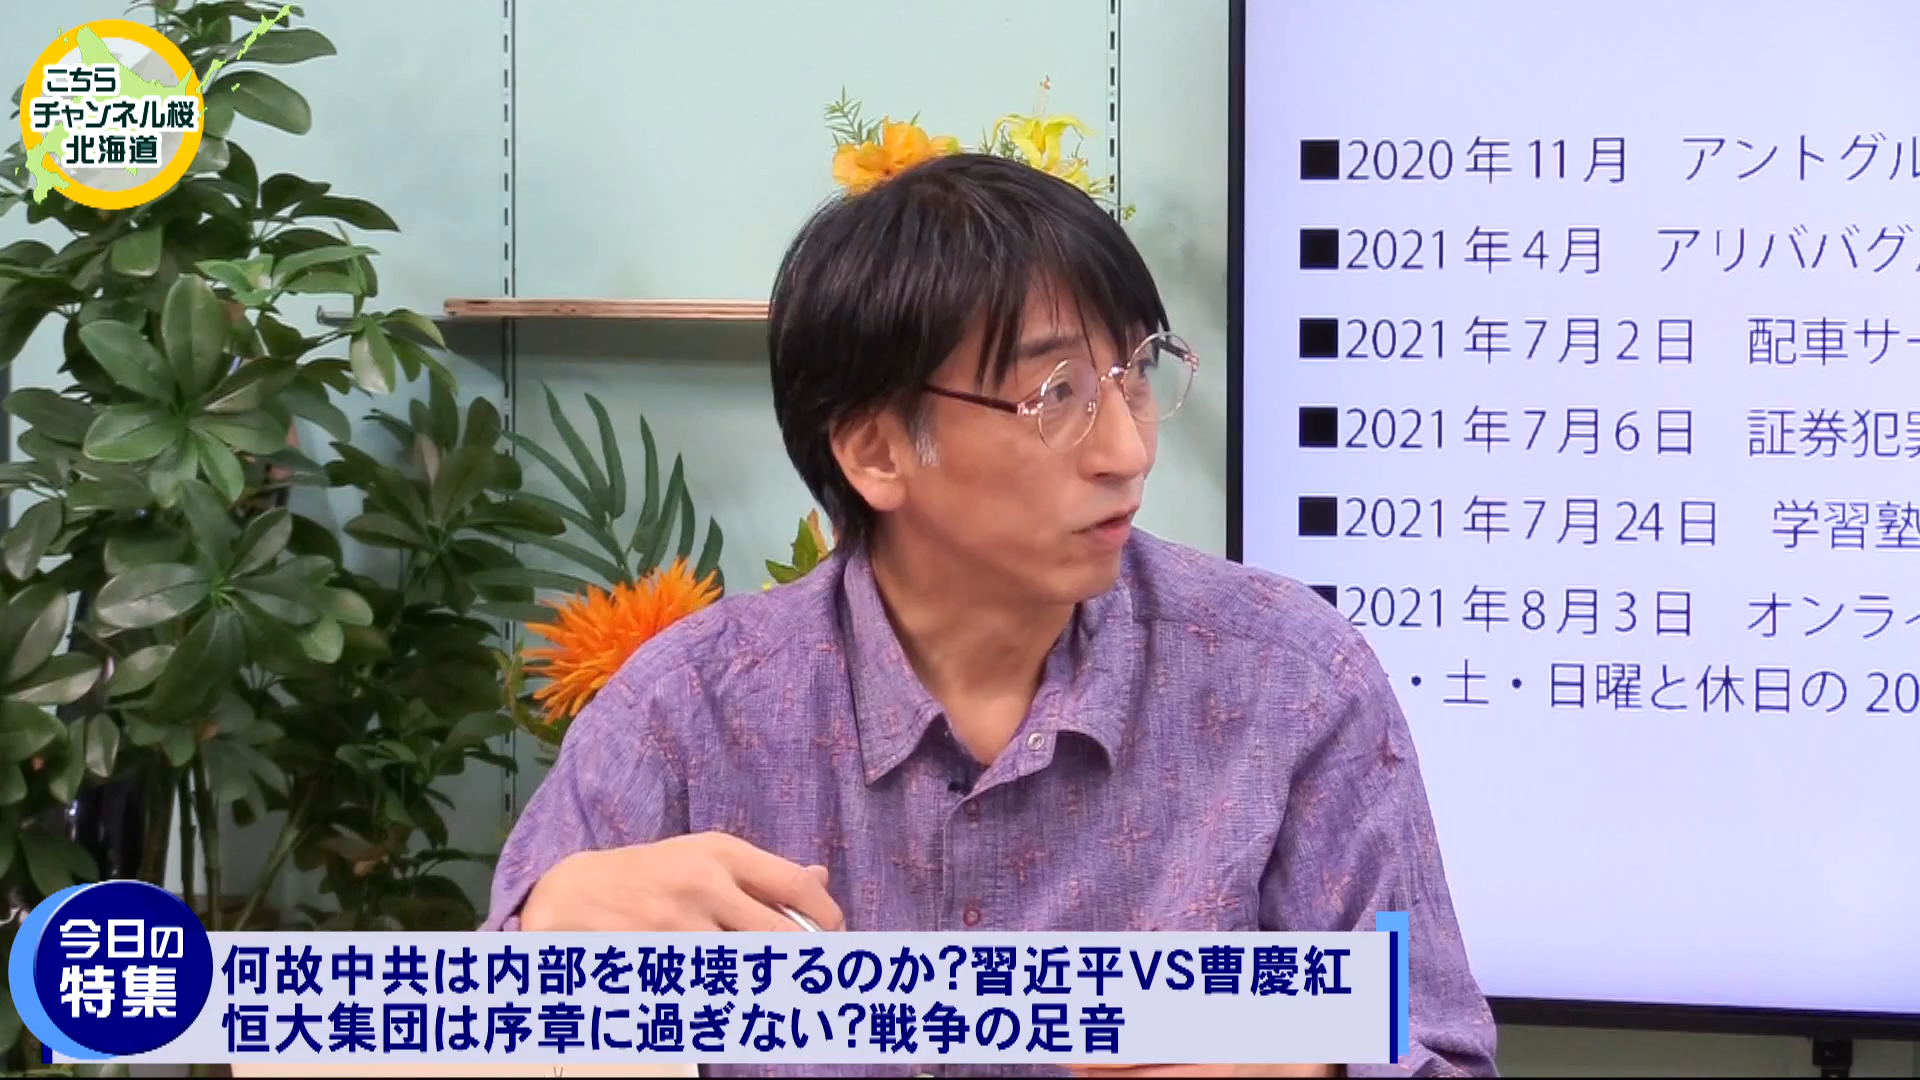 こちら
チャンネル桜
北海道
■2020年11月 アントグル
■2021年4月 アリババグ
■2021年7月2日 配車サー
■2021年7月6日 証券犯
■2021年7月24日 学習塾
2021年8月3日 オンライ
・土・日曜と休日の20
今日の
特集
何故中共は内部を破壊するのか?習近平VS曹慶紅
恒大集団は序章に過ぎない?戦争の足音